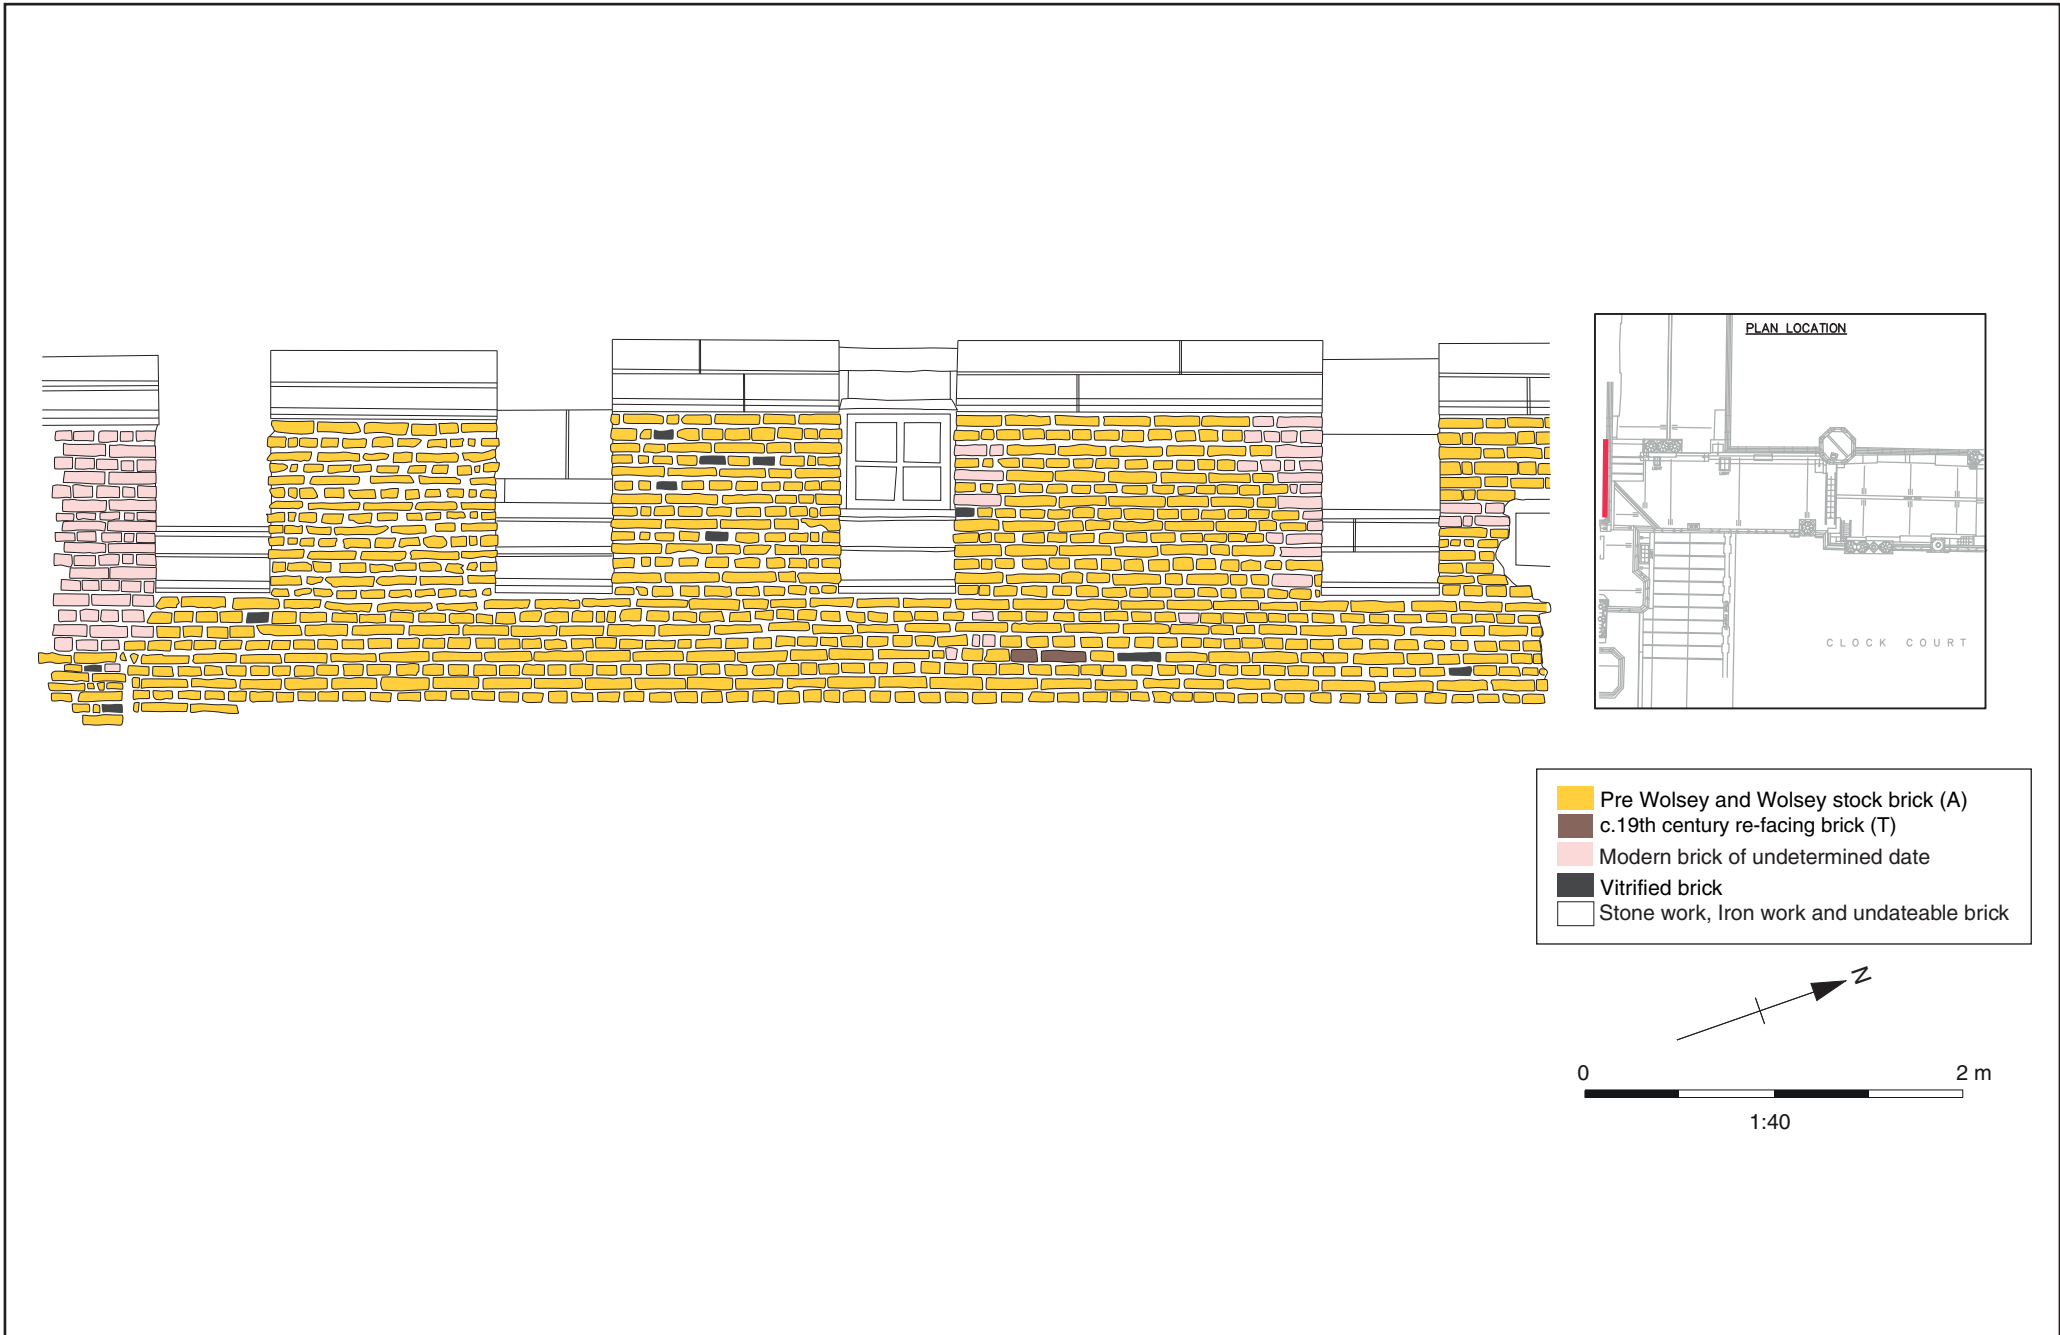 PLAN LOCATION
CLOCK COURT
Pre Wolsey and Wolsey stock brick (A)
c.19th century re-facing brick (T)
Modern brick of undetermined date
Vitrified brick
Stone work, Iron work and undateable brick
N
0 2 m
1:40